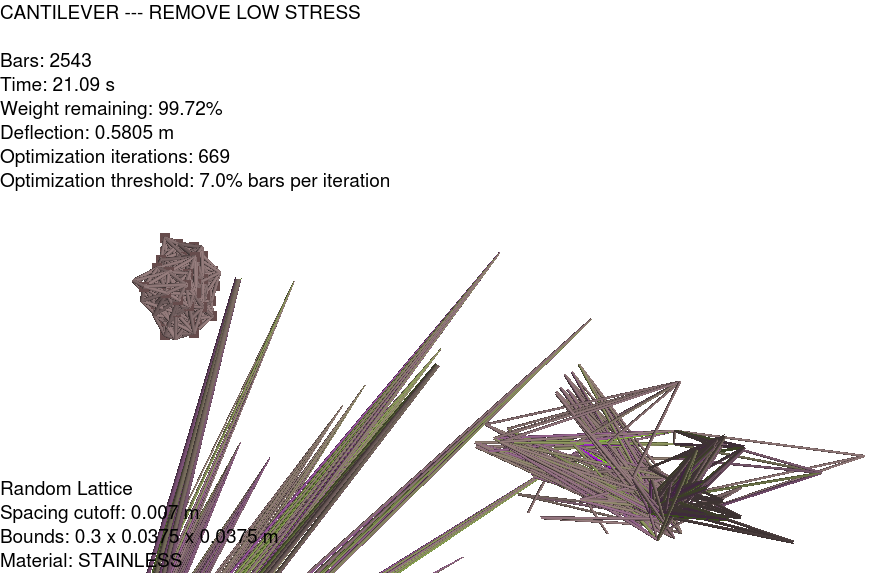 CANTILEVER --- REMOVE LOW STRESS
Bars: 2543
Time: 21.09 s
Weight remaining: 99.72%
Deflection: 0.5805 m
Optimization iterations: 669
Optimization threshold: 7.0% bars per iteration
Random Lattice
Spacing cutoff: 0.007 m
Bounds: 0.3 x 0.0375 x 0.0375 m
Material: STAINLESS